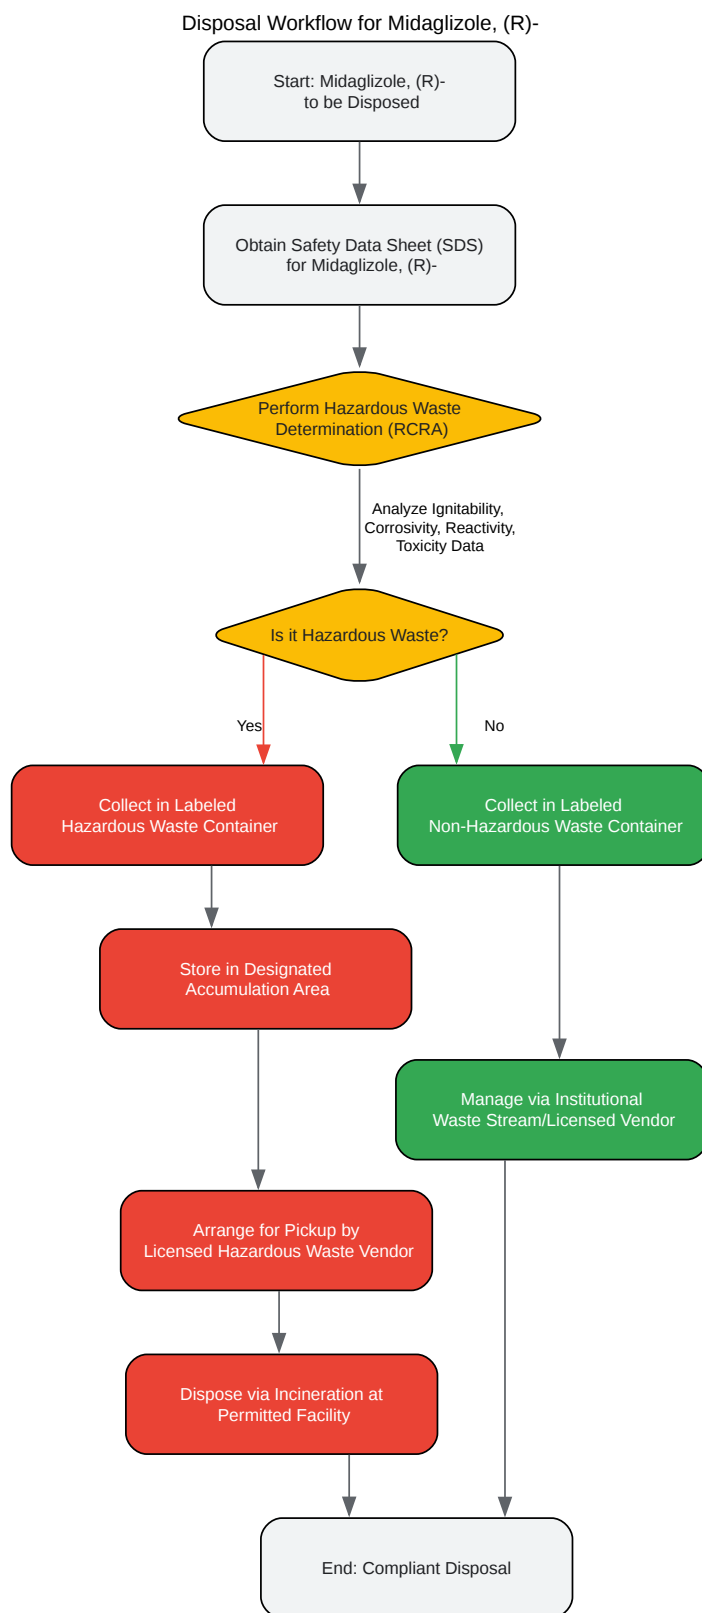 Disposal Workflow for Midaglizole, (R)-
Start: Midaglizole, (R)-
to be Disposed
Obtain Safety Data Sheet (SDS)
for Midaglizole, (R)-
Perform Hazardous Waste
Determination (RCRA)
Analyze Ignitability,
Corrosivity, Reactivity,
Toxicity Data
Is it Hazardous Waste?
Yes
No
Collect in Labeled
Hazardous Waste Container
Collect in Labeled
Non-Hazardous Waste Container
Store in Designated
Accumulation Area
Manage via Institutional
Waste Stream/Licensed Vendor
Arrange for Pickup by
Licensed Hazardous Waste Vendor
Dispose via Incineration at
Permitted Facility
End: Compliant Disposal